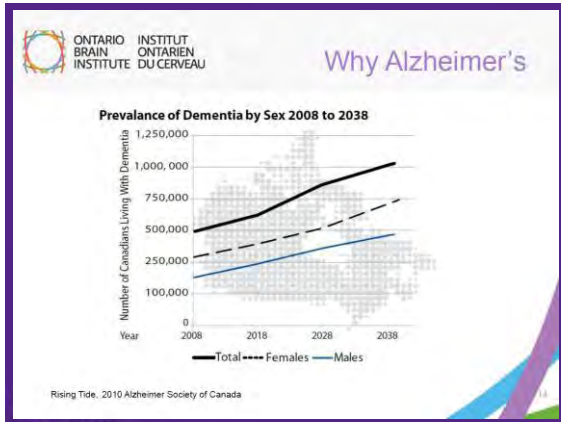 ONTARIO INSTITUT
BRAIN ONTARIEN
INSTITUTE DU CERVEAU
Why Alzheimer's
Prevalance of Dementia by Sex 2008 to 2038
Number of Canadians Living With Dementia
1,250,000
1,000, 000
750,000
500,000
250,000
100,000
0
Year 2008 2018 2028 2038
Total Females Males
Rising Tide, 2010 Alzheimer Society of Canada